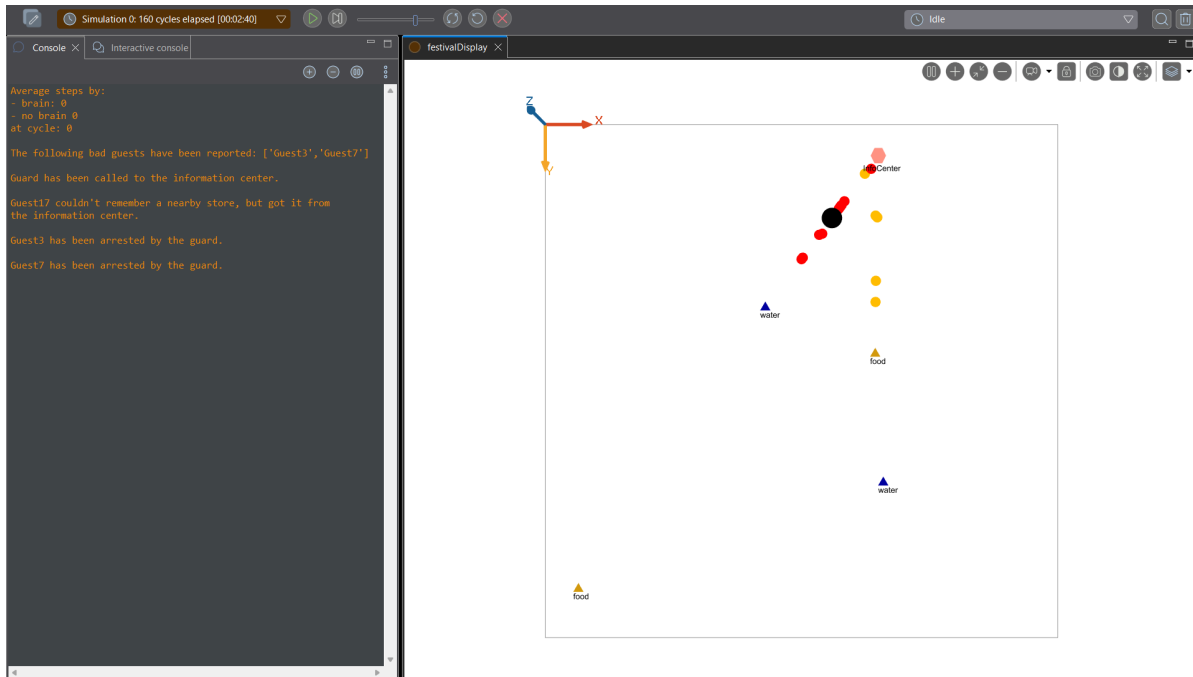 Simulation 0: 160 cycles elapsed [00:02:40]
Idle
Console
Interactive console
festivalDisplay
Average steps by:
- brain: 0
- no brain 0
at cycle: 0
The following bad guests have been reported: ['Guest3','Guest7']
Guard has been called to the information center.
Guest17 couldn't remember a nearby store, but got it from
the information center.
Guest3 has been arrested by the guard.
Guest7 has been arrested by the guard.
Z
X
Y
InfoCenter
water
food
water
food